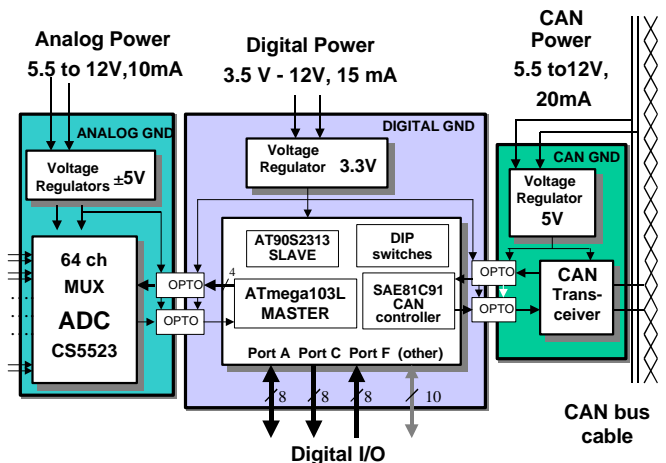 Analog Power
5.5 to 12V,10mA
Digital Power
3.5 V - 12V, 15 mA
CAN
Power
5.5 to12V,
20mA
ANALOG GND
DIGITAL GND
CAN GND
Voltage
Regulators ±5V
Voltage
Regulator 3.3V
Voltage
Regulator
5V
64 ch
MUX
ADC
CS5523
OPTO
OPTO
4
AT90S2313
SLAVE
DIP
switches
ATmega103L
MASTER
SAE81C91
CAN
controller
Port A Port C Port F (other)
OPTO
OPTO
CAN
Trans-
ceiver
8
8
8
10
Digital I/O
CAN bus
cable